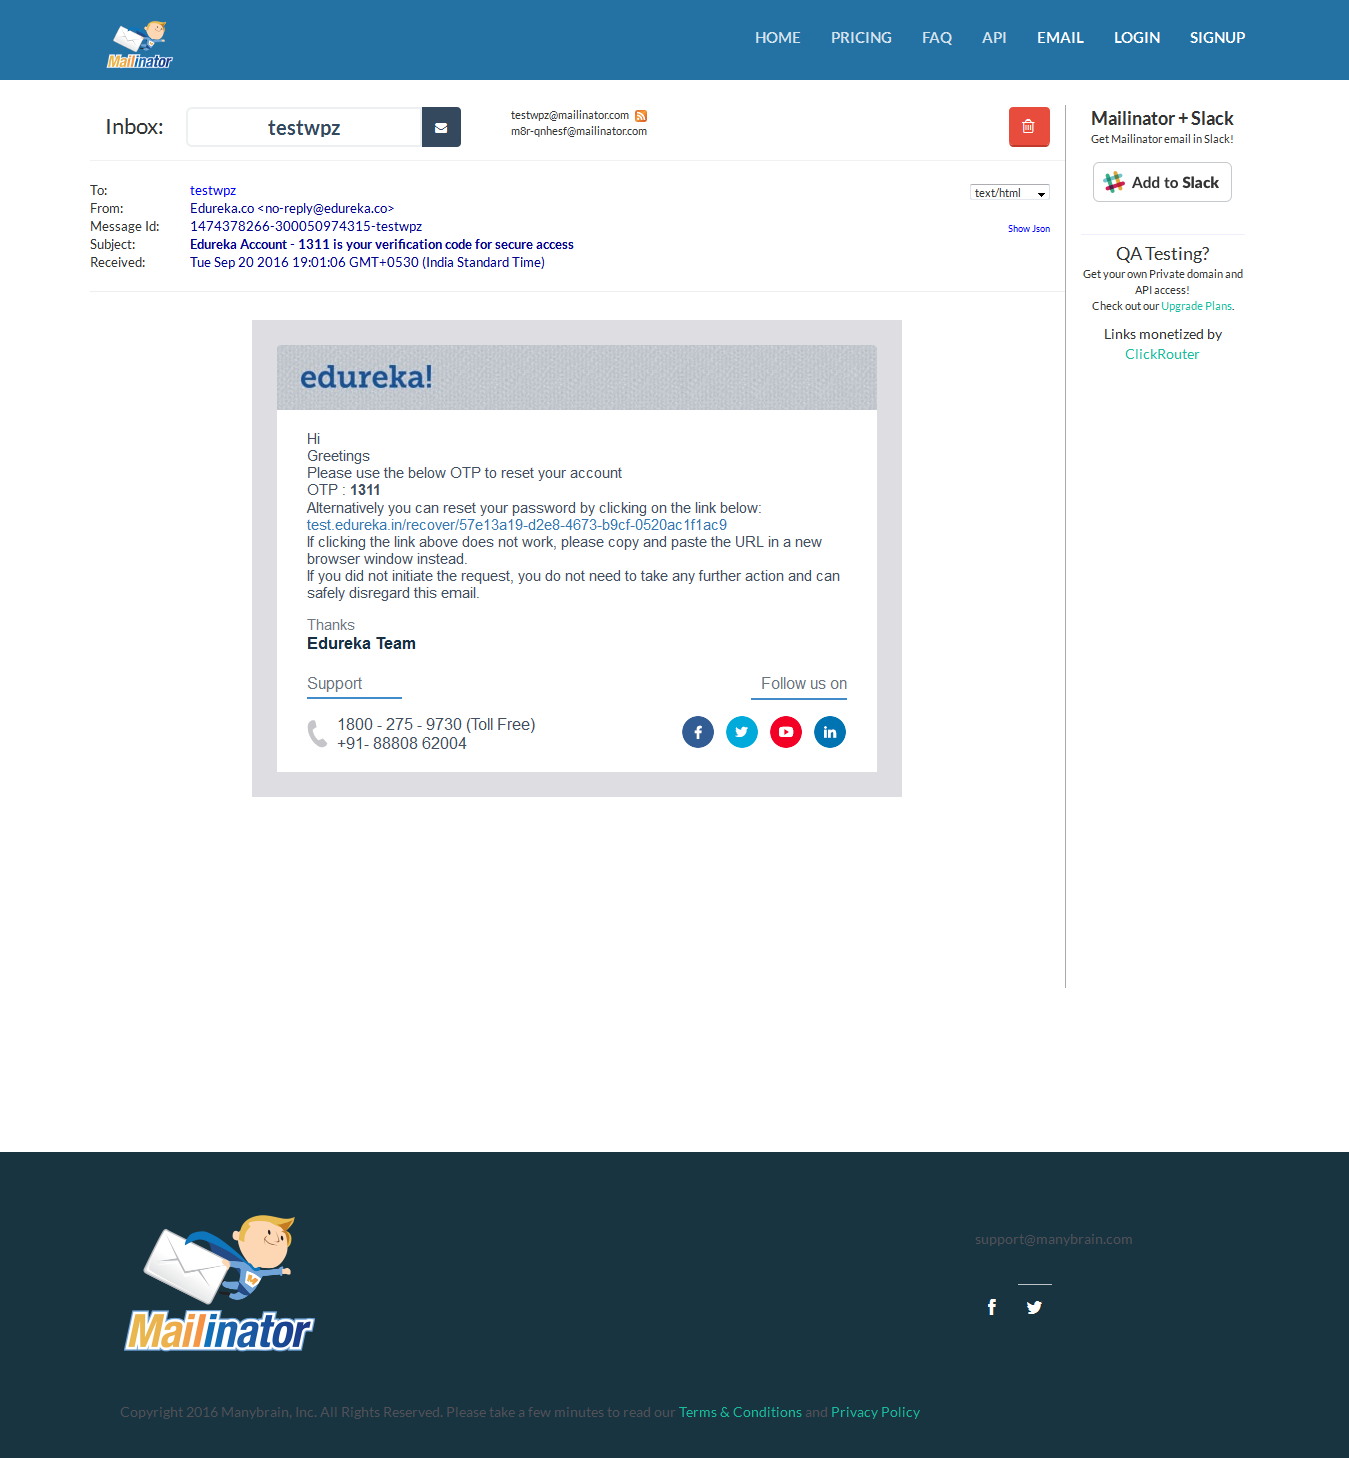 Mailinator
HOME PRICING FAQ API EMAIL LOGIN SIGNUP
Inbox: testwpz
testwpz@mailinator.com
m8r-qnhesf@mailinator.com
To: testwpz
From: Edureka.co <no-reply@edureka.co>
Message Id: 1474378266-300050974315-testwpz
Subject: Edureka Account - 1311 is your verification code for secure access
Received: Tue Sep 20 2016 19:01:06 GMT+0530 (India Standard Time)
text/html
Show Json
Mailinator + Slack
Get Mailinator email in Slack!
Add to Slack
QA Testing?
Get your own Private domain and
API access!
Check out our Upgrade Plans.
Links monetized by
ClickRouter
edureka!
Hi
Greetings
Please use the below OTP to reset your account
OTP : 1311
Alternatively you can reset your password by clicking on the link below:
test.edureka.in/recover/57e13a19-d2e8-4673-b9cf-0520ac1f1ac9
If clicking the link above does not work, please copy and paste the URL in a new
browser window instead.
If you did not initiate the request, you do not need to take any further action and can
safely disregard this email.
Thanks
Edureka Team
Support
1800 - 275 - 9730 (Toll Free)
+91- 88808 62004
Follow us on
Mailinator
support@manybrain.com
Copyright 2016 Manybrain, Inc. All Rights Reserved. Please take a few minutes to read our Terms & Conditions and Privacy Policy